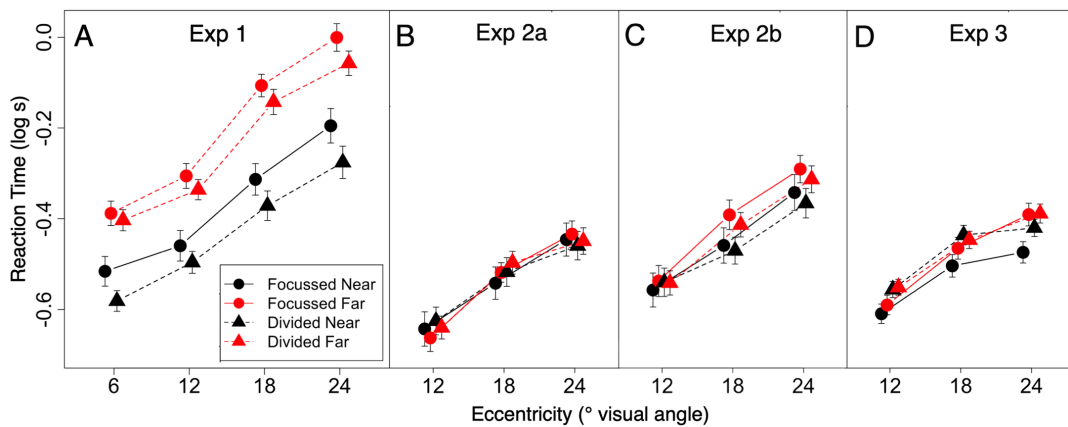 A Exp 1
B Exp 2a
C Exp 2b
D Exp 3
Reaction Time (log s)
0.0
-0.2
-0.4
-0.6
Focussed Near
Focussed Far
Divided Near
Divided Far
6 12 18 24
12 18 24
12 18 24
12 18 24
Eccentricity (° visual angle)